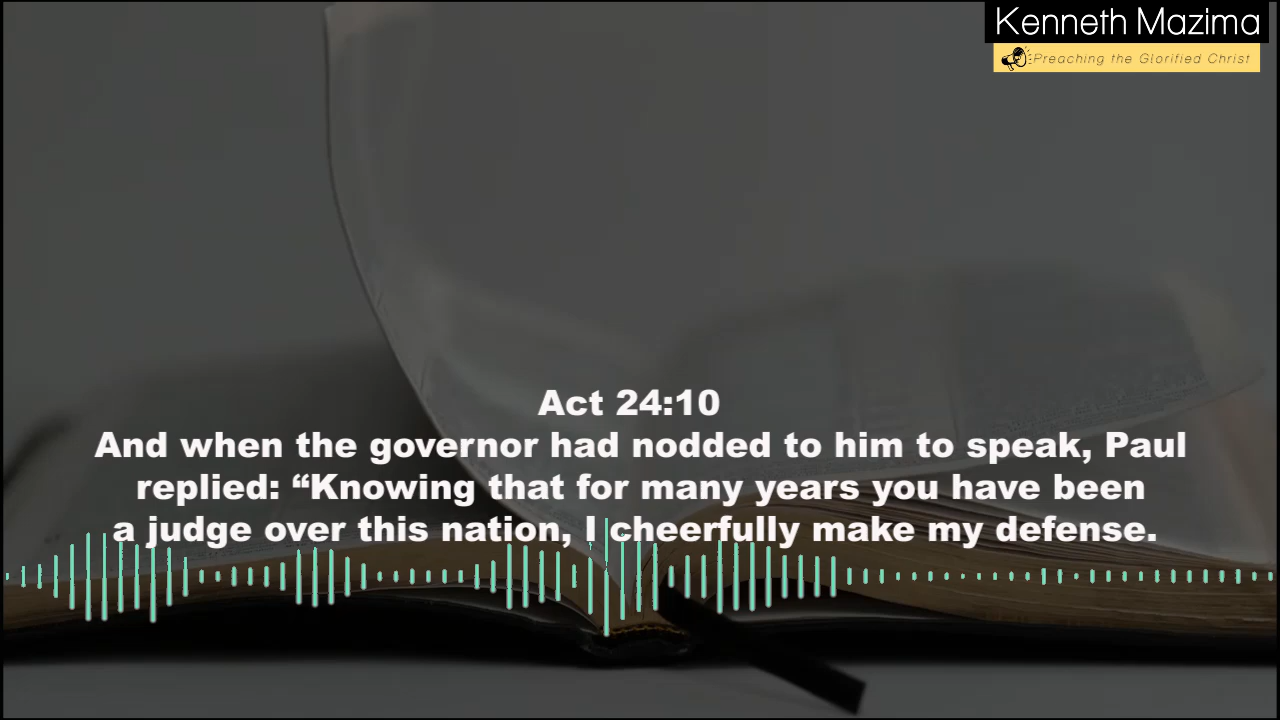 Kenneth Mazima
Preaching the Glorified Christ
Act 24:10
And when the governor had nodded to him to speak, Paul
replied: “Knowing that for many years you have been
a judge over this nation, I cheerfully make my defense.